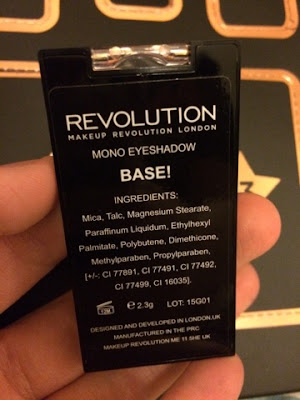 REVOLUTION
MAKEUP REVOLUTION LONDON
MONO EYESHADOW
BASE!
INGREDIENTS:
Mica, Talc, Magnesium Stearate,
Paraffinum Liquidum, Ethylhexyl
Palmitate, Polybutene, Dimethicone,
Methylparaben, Propylparaben,
[+/-; CI 77891, CI 77491, CI 77492,
CI 77499, CI 16035].
12M ℮ 2.3g LOT: 15G01
DESIGNED AND DEVELOPED IN LONDON.UK
MANUFACTURED IN THE PRC
MAKEUP REVOLUTION ME 11 SHE UK